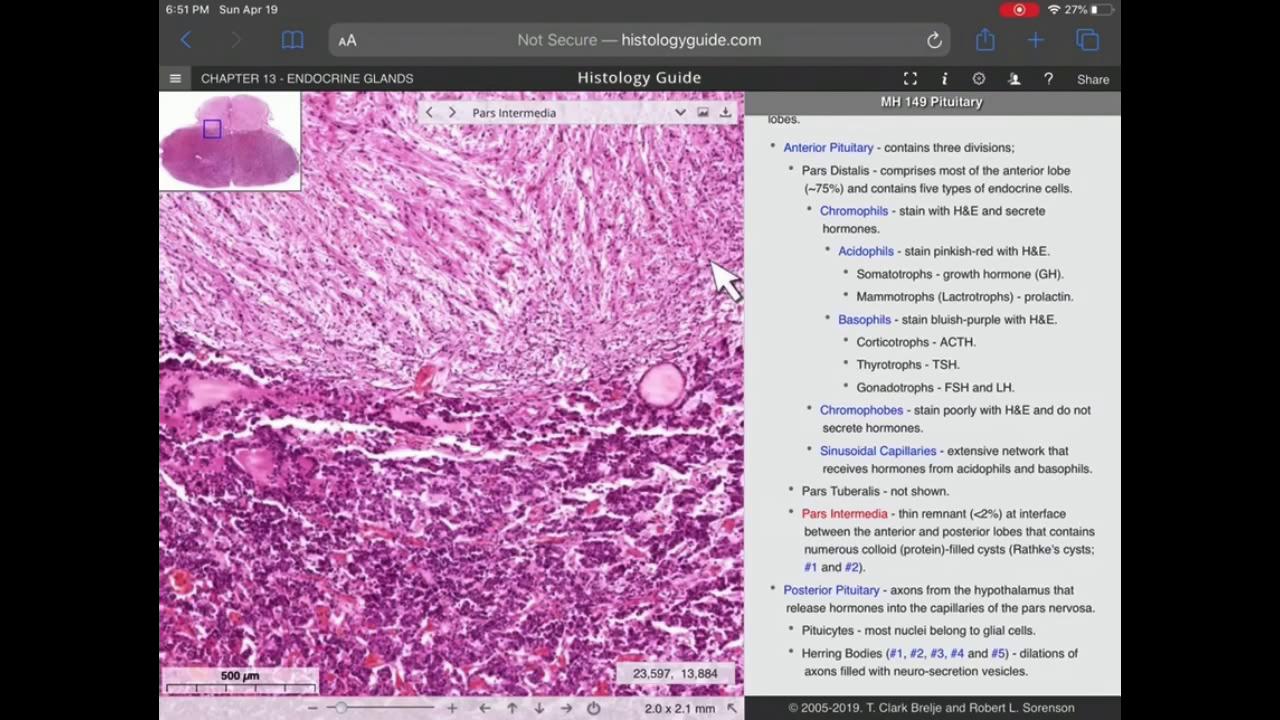 6:51 PM Sun Apr 19
27%
AA
Not Secure — histologyguide.com
CHAPTER 13 - ENDOCRINE GLANDS
Histology Guide
Share
Pars Intermedia
MH 149 Pituitary
lobes.
Anterior Pituitary - contains three divisions;
Pars Distalis - comprises most of the anterior lobe
(~75%) and contains five types of endocrine cells.
Chromophils - stain with H&E and secrete
hormones.
Acidophils - stain pinkish-red with H&E.
Somatotrophs - growth hormone (GH).
Mammotrophs (Lactrotrophs) - prolactin.
Basophils - stain bluish-purple with H&E.
Corticotrophs - ACTH.
Thyrotrophs - TSH.
Gonadotrophs - FSH and LH.
Chromophobes - stain poorly with H&E and do not
secrete hormones.
Sinusoidal Capillaries - extensive network that
receives hormones from acidophils and basophils.
Pars Tuberalis - not shown.
Pars Intermedia - thin remnant (<2%) at interface
between the anterior and posterior lobes that contains
numerous colloid (protein)-filled cysts (Rathke's cysts;
#1 and #2).
Posterior Pituitary - axons from the hypothalamus that
release hormones into the capillaries of the pars nervosa.
Pituicytes - most nuclei belong to glial cells.
Herring Bodies (#1, #2, #3, #4 and #5) - dilations of
axons filled with neuro-secretion vesicles.
500 µm
23,597, 13,884
2.0 x 2.1 mm
© 2005-2019. T. Clark Brelje and Robert L. Sorenson